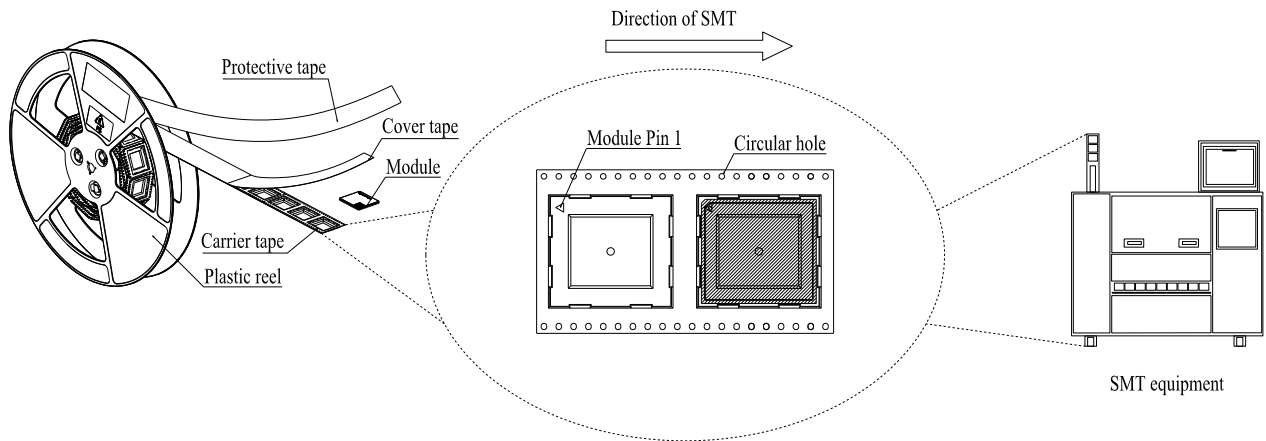 Direction of SMT
Protective tape
Cover tape
Module
Carrier tape
Plastic reel
Module Pin 1
Circular hole
SMT equipment